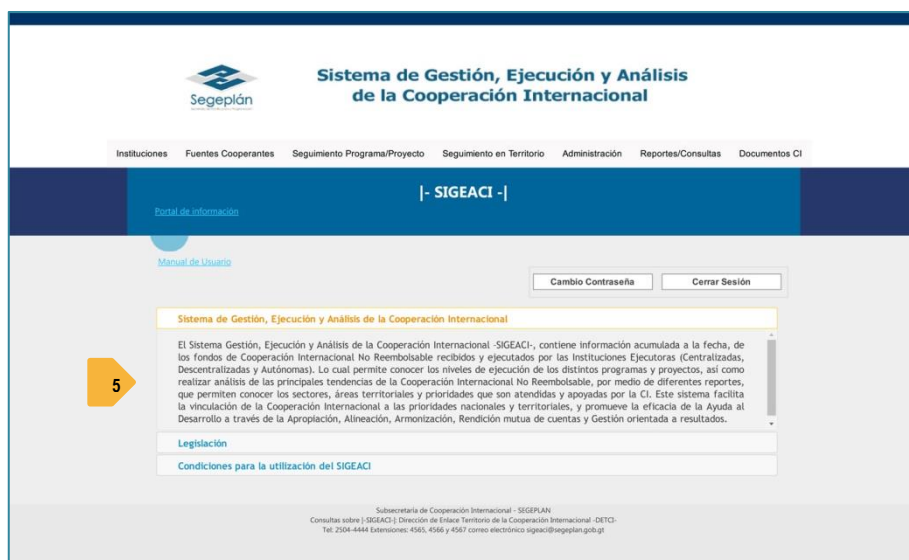 Segeplán
Sistema de Gestión, Ejecución y Análisis
de la Cooperación Internacional
Instituciones Fuentes Cooperantes Seguimiento Programa/Proyecto Seguimiento en Territorio Administración Reportes/Consultas Documentos CI
|- SIGEACI -|
Portal de información
Manual de Usuario
Cambio Contraseña Cerrar Sesión
Sistema de Gestión, Ejecución y Análisis de la Cooperación Internacional
El Sistema Gestión, Ejecución y Análisis de la Cooperación Internacional -SIGEACI-, contiene información acumulada a la fecha, de
los fondos de Cooperación Internacional No Reembolsable recibidos y ejecutados por las Instituciones Ejecutoras (Centralizadas,
Descentralizadas y Autónomas). Lo cual permite conocer los niveles de ejecución de los distintos programas y proyectos, así como
realizar análisis de las principales tendencias de la Cooperación Internacional No Reembolsable, por medio de diferentes reportes,
que permiten conocer los sectores, áreas territoriales y prioridades que son atendidas y apoyadas por la CI. Este sistema facilita
la vinculación de la Cooperación Internacional a las prioridades nacionales y territoriales, y promueve la eficacia de la Ayuda al
Desarrollo a través de la Apropiación, Alineación, Armonización, Rendición mutua de cuentas y Gestión orientada a resultados.
5
Legislación
Condiciones para la utilización del SIGEACI
Subsecretaría de Cooperación Internacional - SEGEPLAN
Consultas sobre |-SIGEACI-|: Dirección de Enlace Territorio de la Cooperación Internacional -DETCI-
Tel: 2504-4444 Extensiones: 4565, 4566 y 4567 correo electrónico sigeaci@segeplan.gob.gt